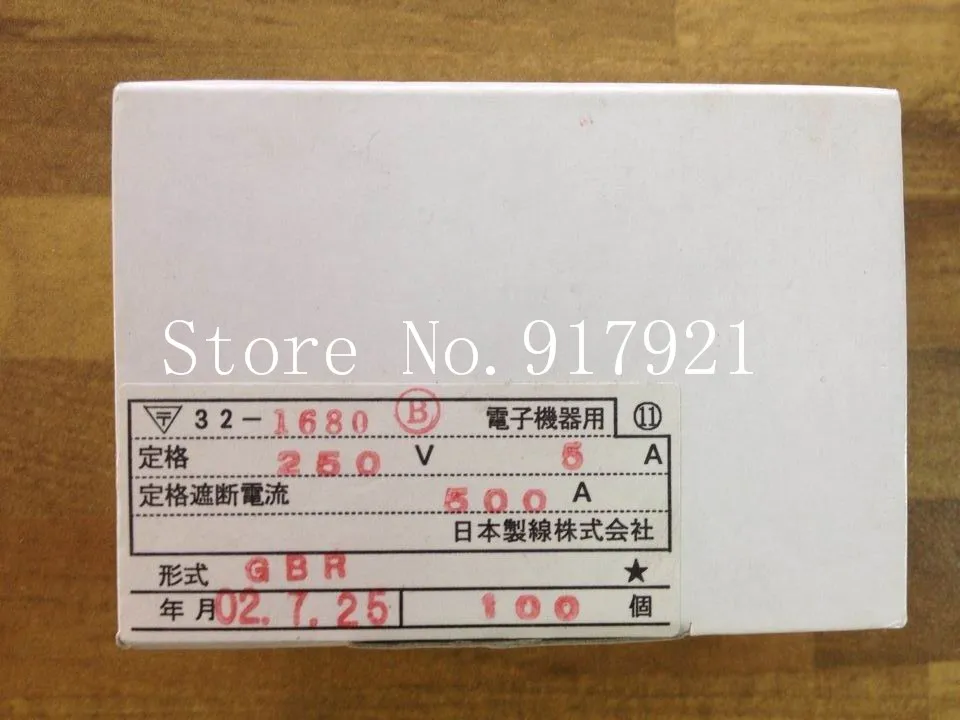 Store No. 917921
〒 32-1680 Ⓑ 電子機器用 ⑪
定格 250 V 5 A
定格遮断電流 500 A
日本製線株式会社
形式 GBR ★
年月 02.7.25 100 個